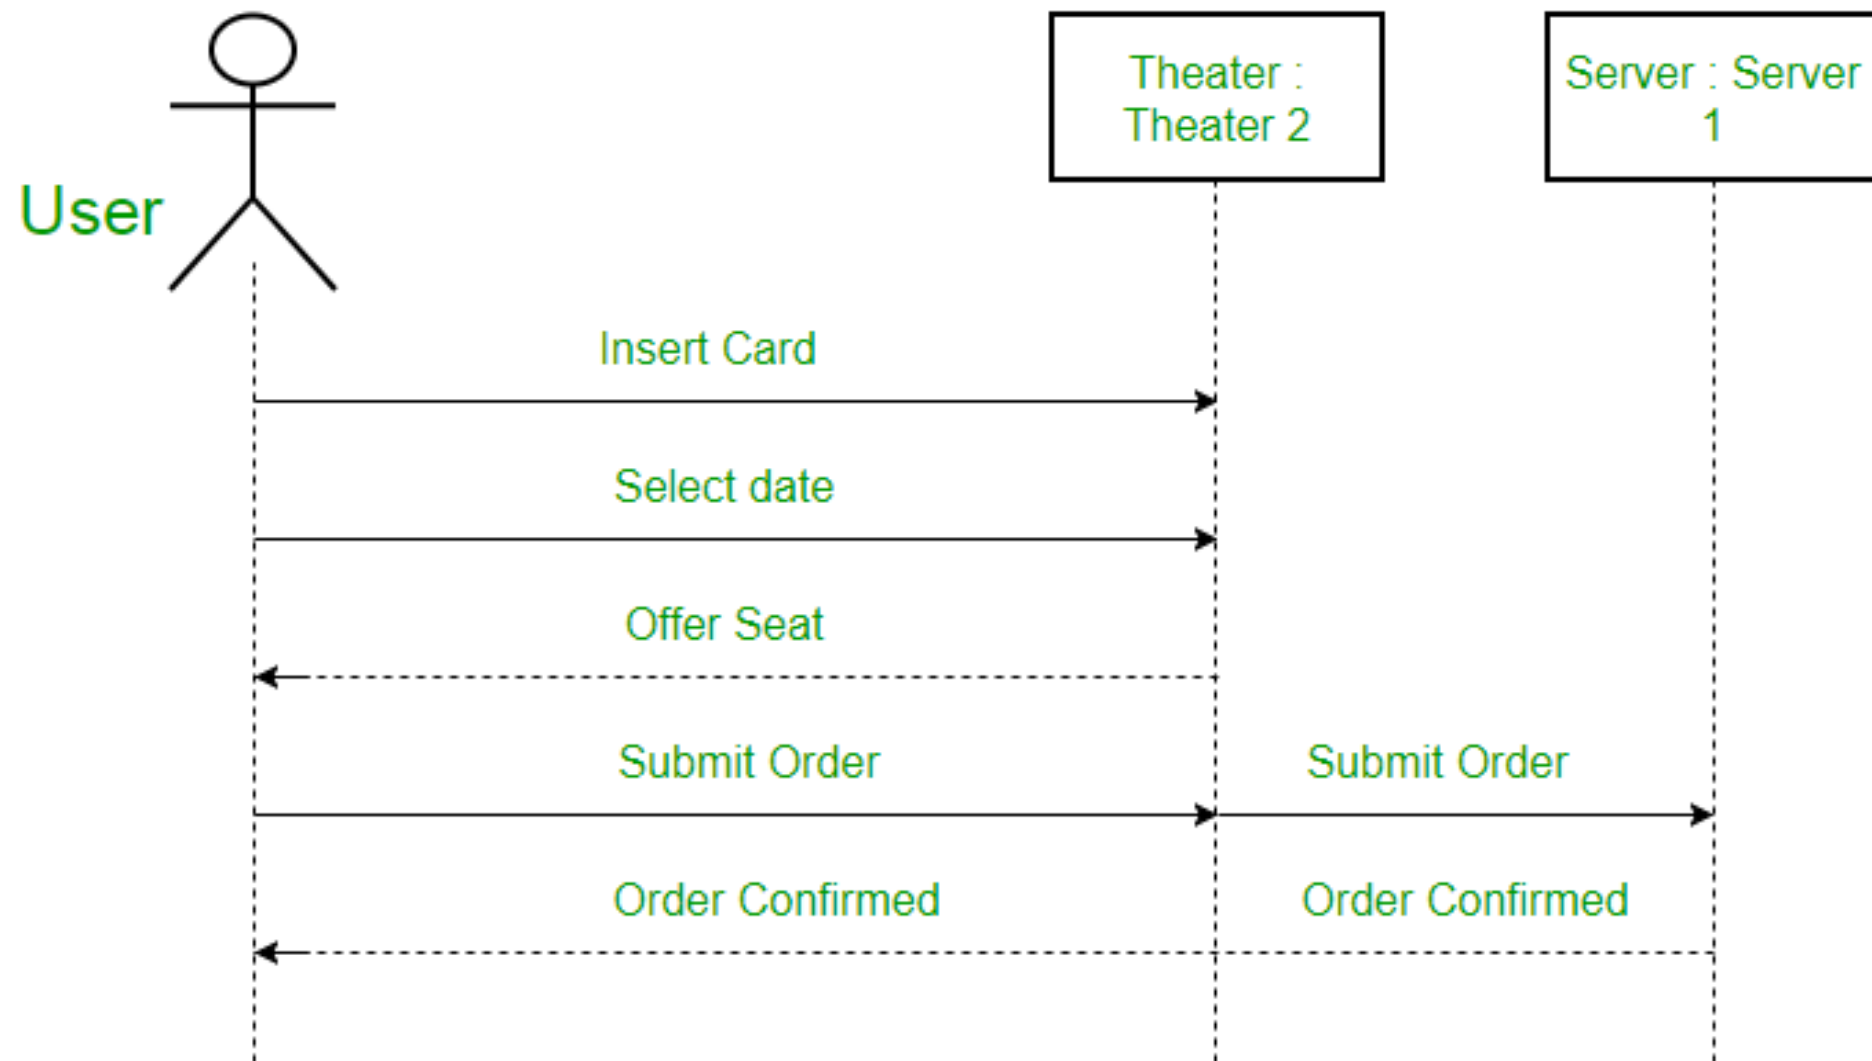 Theater :
Theater 2
Server : Server
1
User
Insert Card
Select date
Offer Seat
Submit Order
Submit Order
Order Confirmed
Order Confirmed